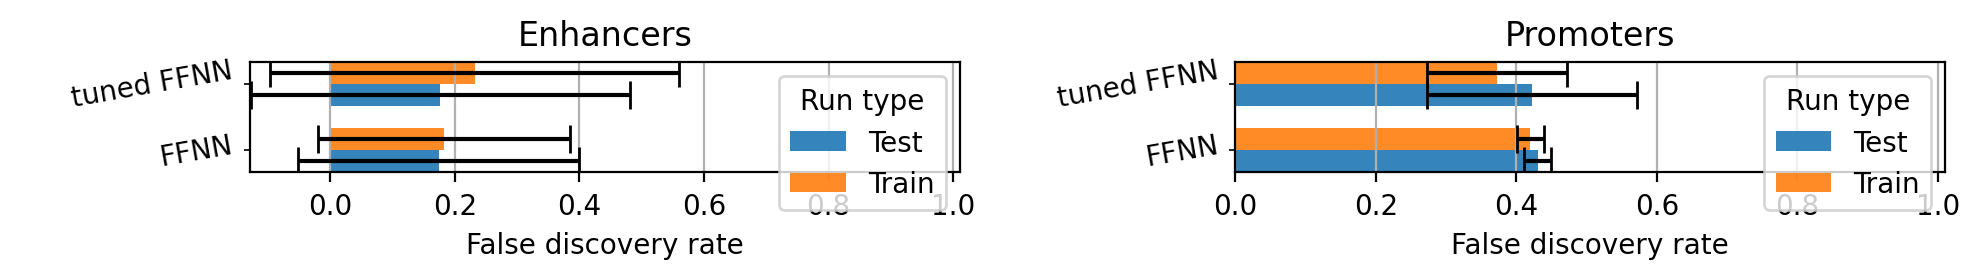 Enhancers
tuned FFNN
FFNN
Run type
Test
Train
0.0 0.2 0.4 0.6 0.8 1.0
False discovery rate
Promoters
tuned FFNN
FFNN
Run type
Test
Train
0.0 0.2 0.4 0.6 0.8 1.0
False discovery rate